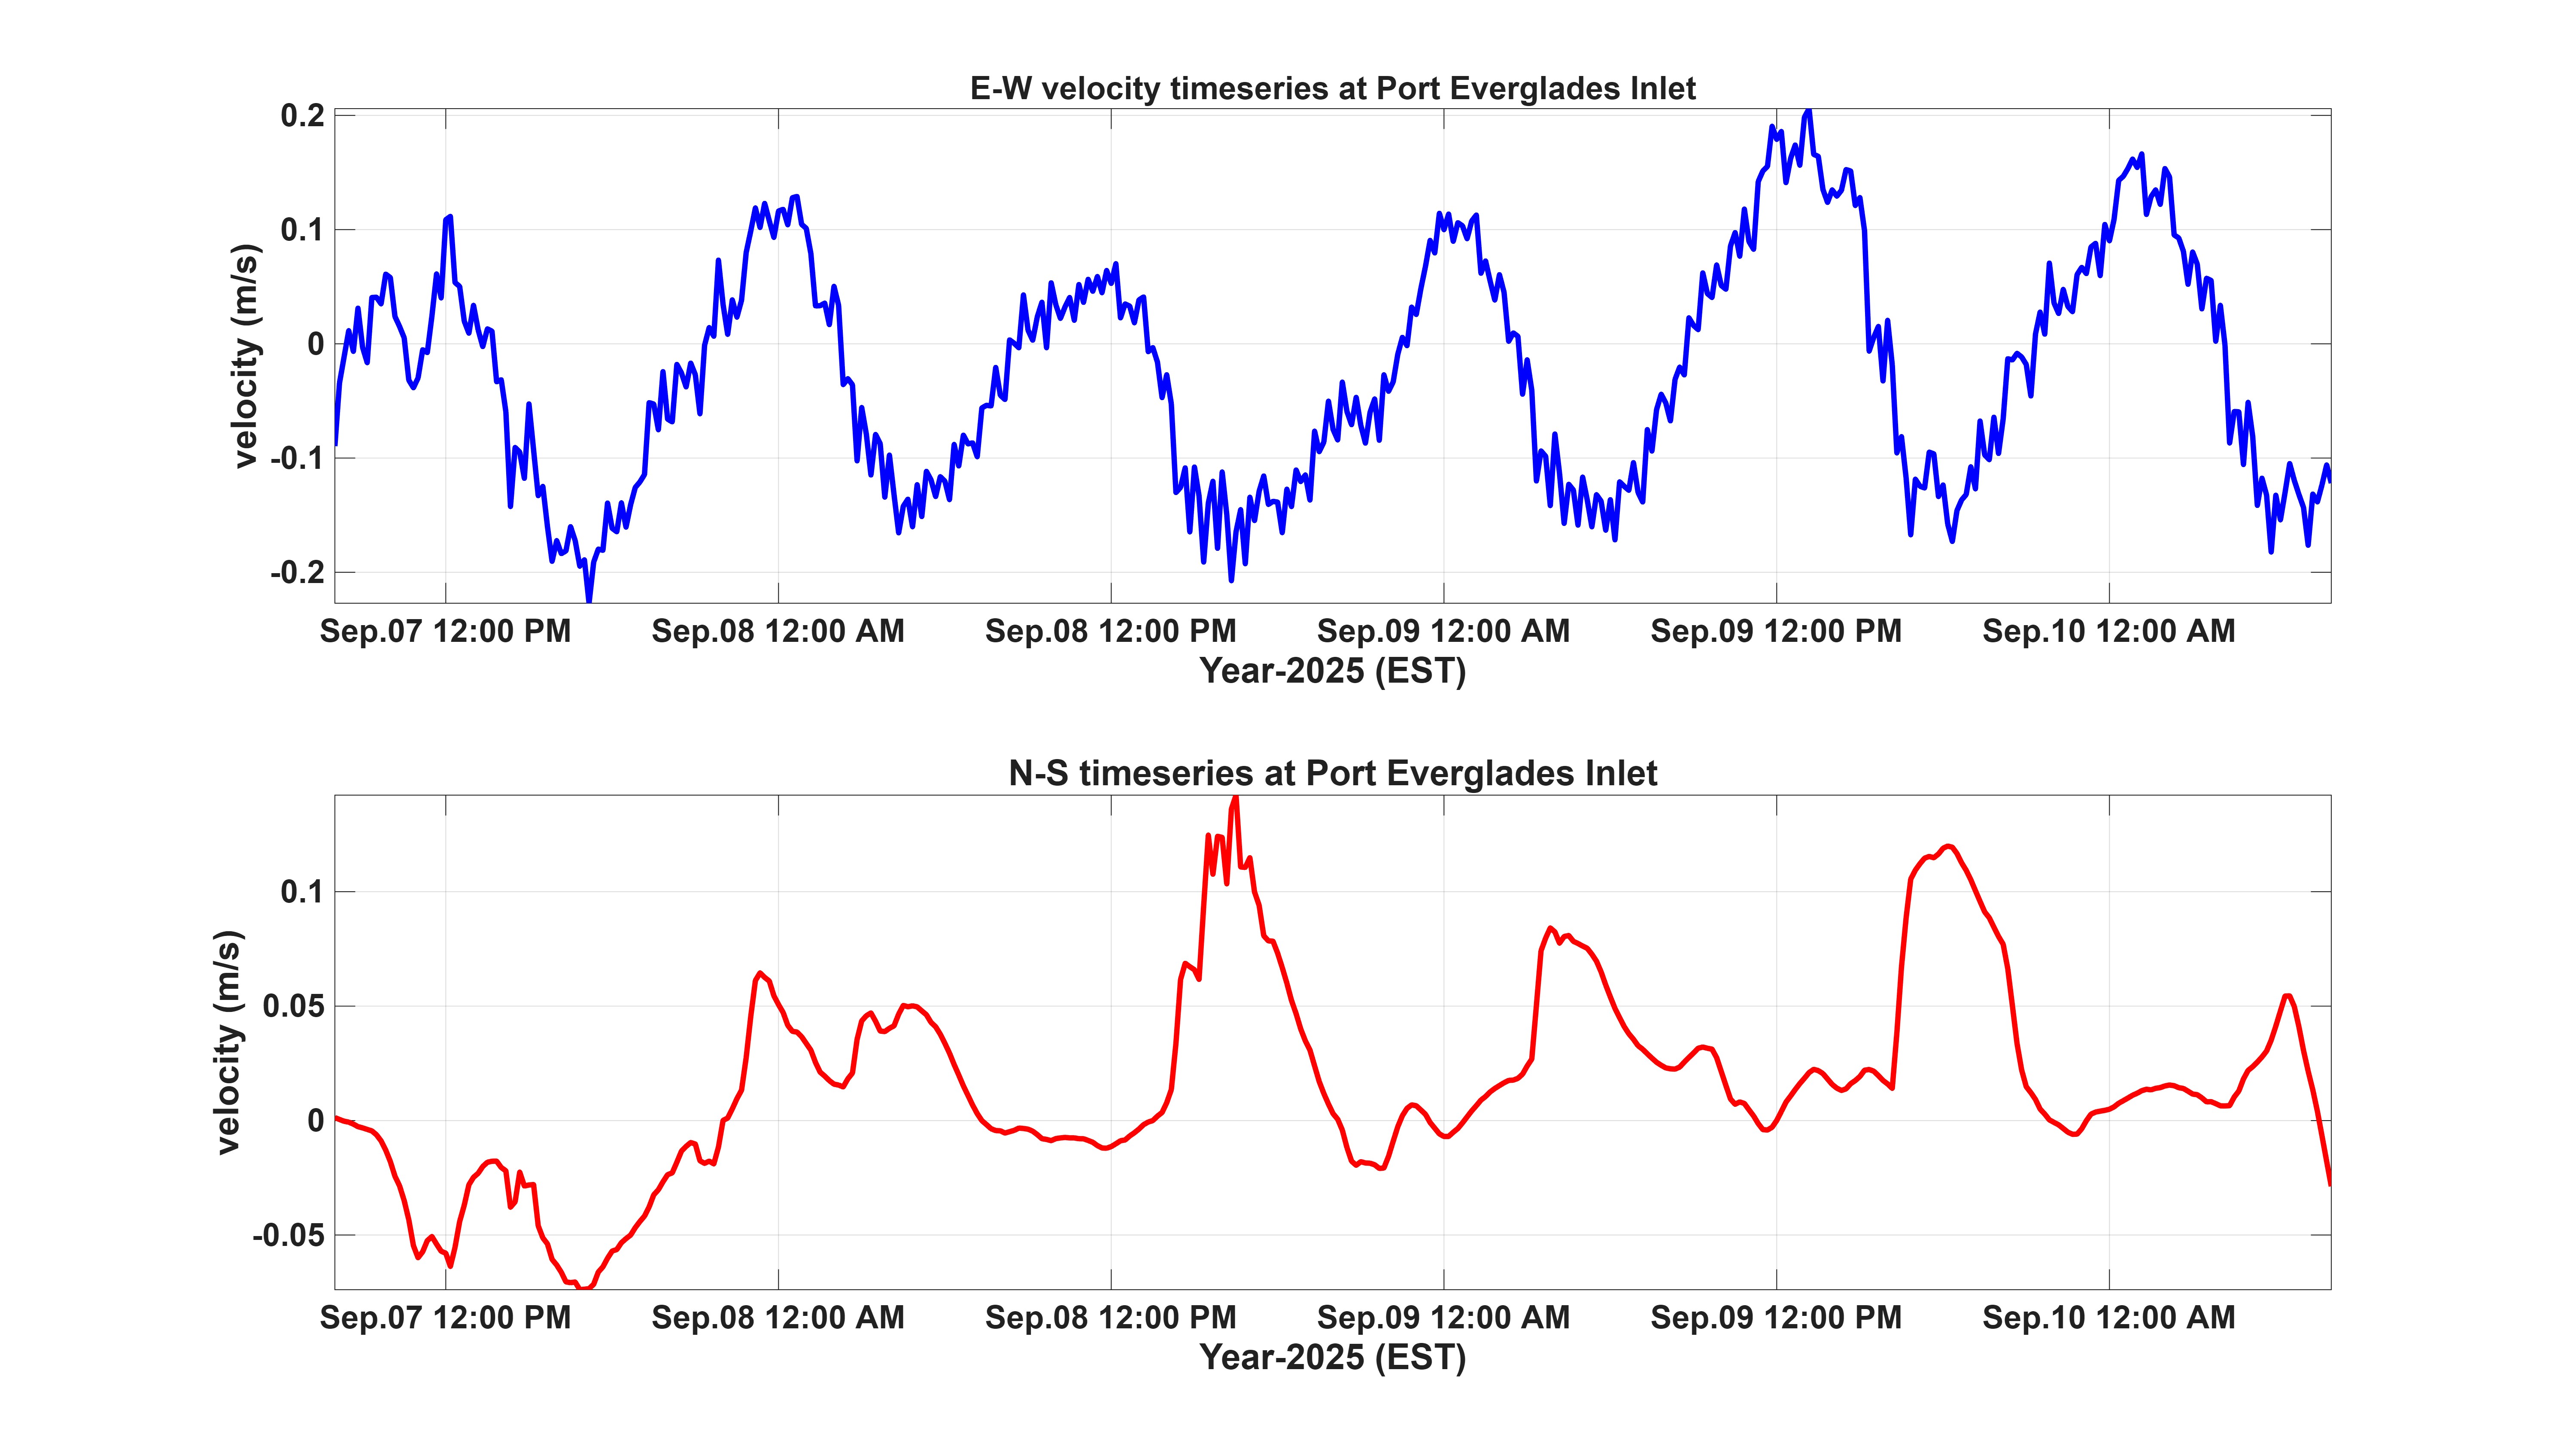 E-W velocity timeseries at Port Everglades Inlet
velocity (m/s)
0.2
0.1
0
-0.1
-0.2
Sep.07 12:00 PM Sep.08 12:00 AM Sep.08 12:00 PM Sep.09 12:00 AM Sep.09 12:00 PM Sep.10 12:00 AM
Year-2025 (EST)
N-S timeseries at Port Everglades Inlet
velocity (m/s)
0.1
0.05
0
-0.05
Sep.07 12:00 PM Sep.08 12:00 AM Sep.08 12:00 PM Sep.09 12:00 AM Sep.09 12:00 PM Sep.10 12:00 AM
Year-2025 (EST)